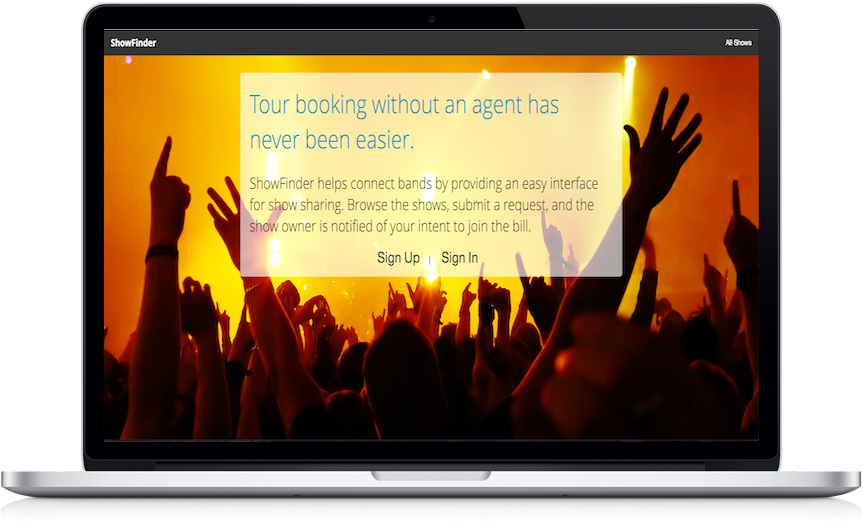 ShowFinder
All Shows
Tour booking without an agent has
never been easier.
ShowFinder helps connect bands by providing an easy interface
for show sharing. Browse the shows, submit a request, and the
show owner is notified of your intent to join the bill.
Sign Up | Sign In